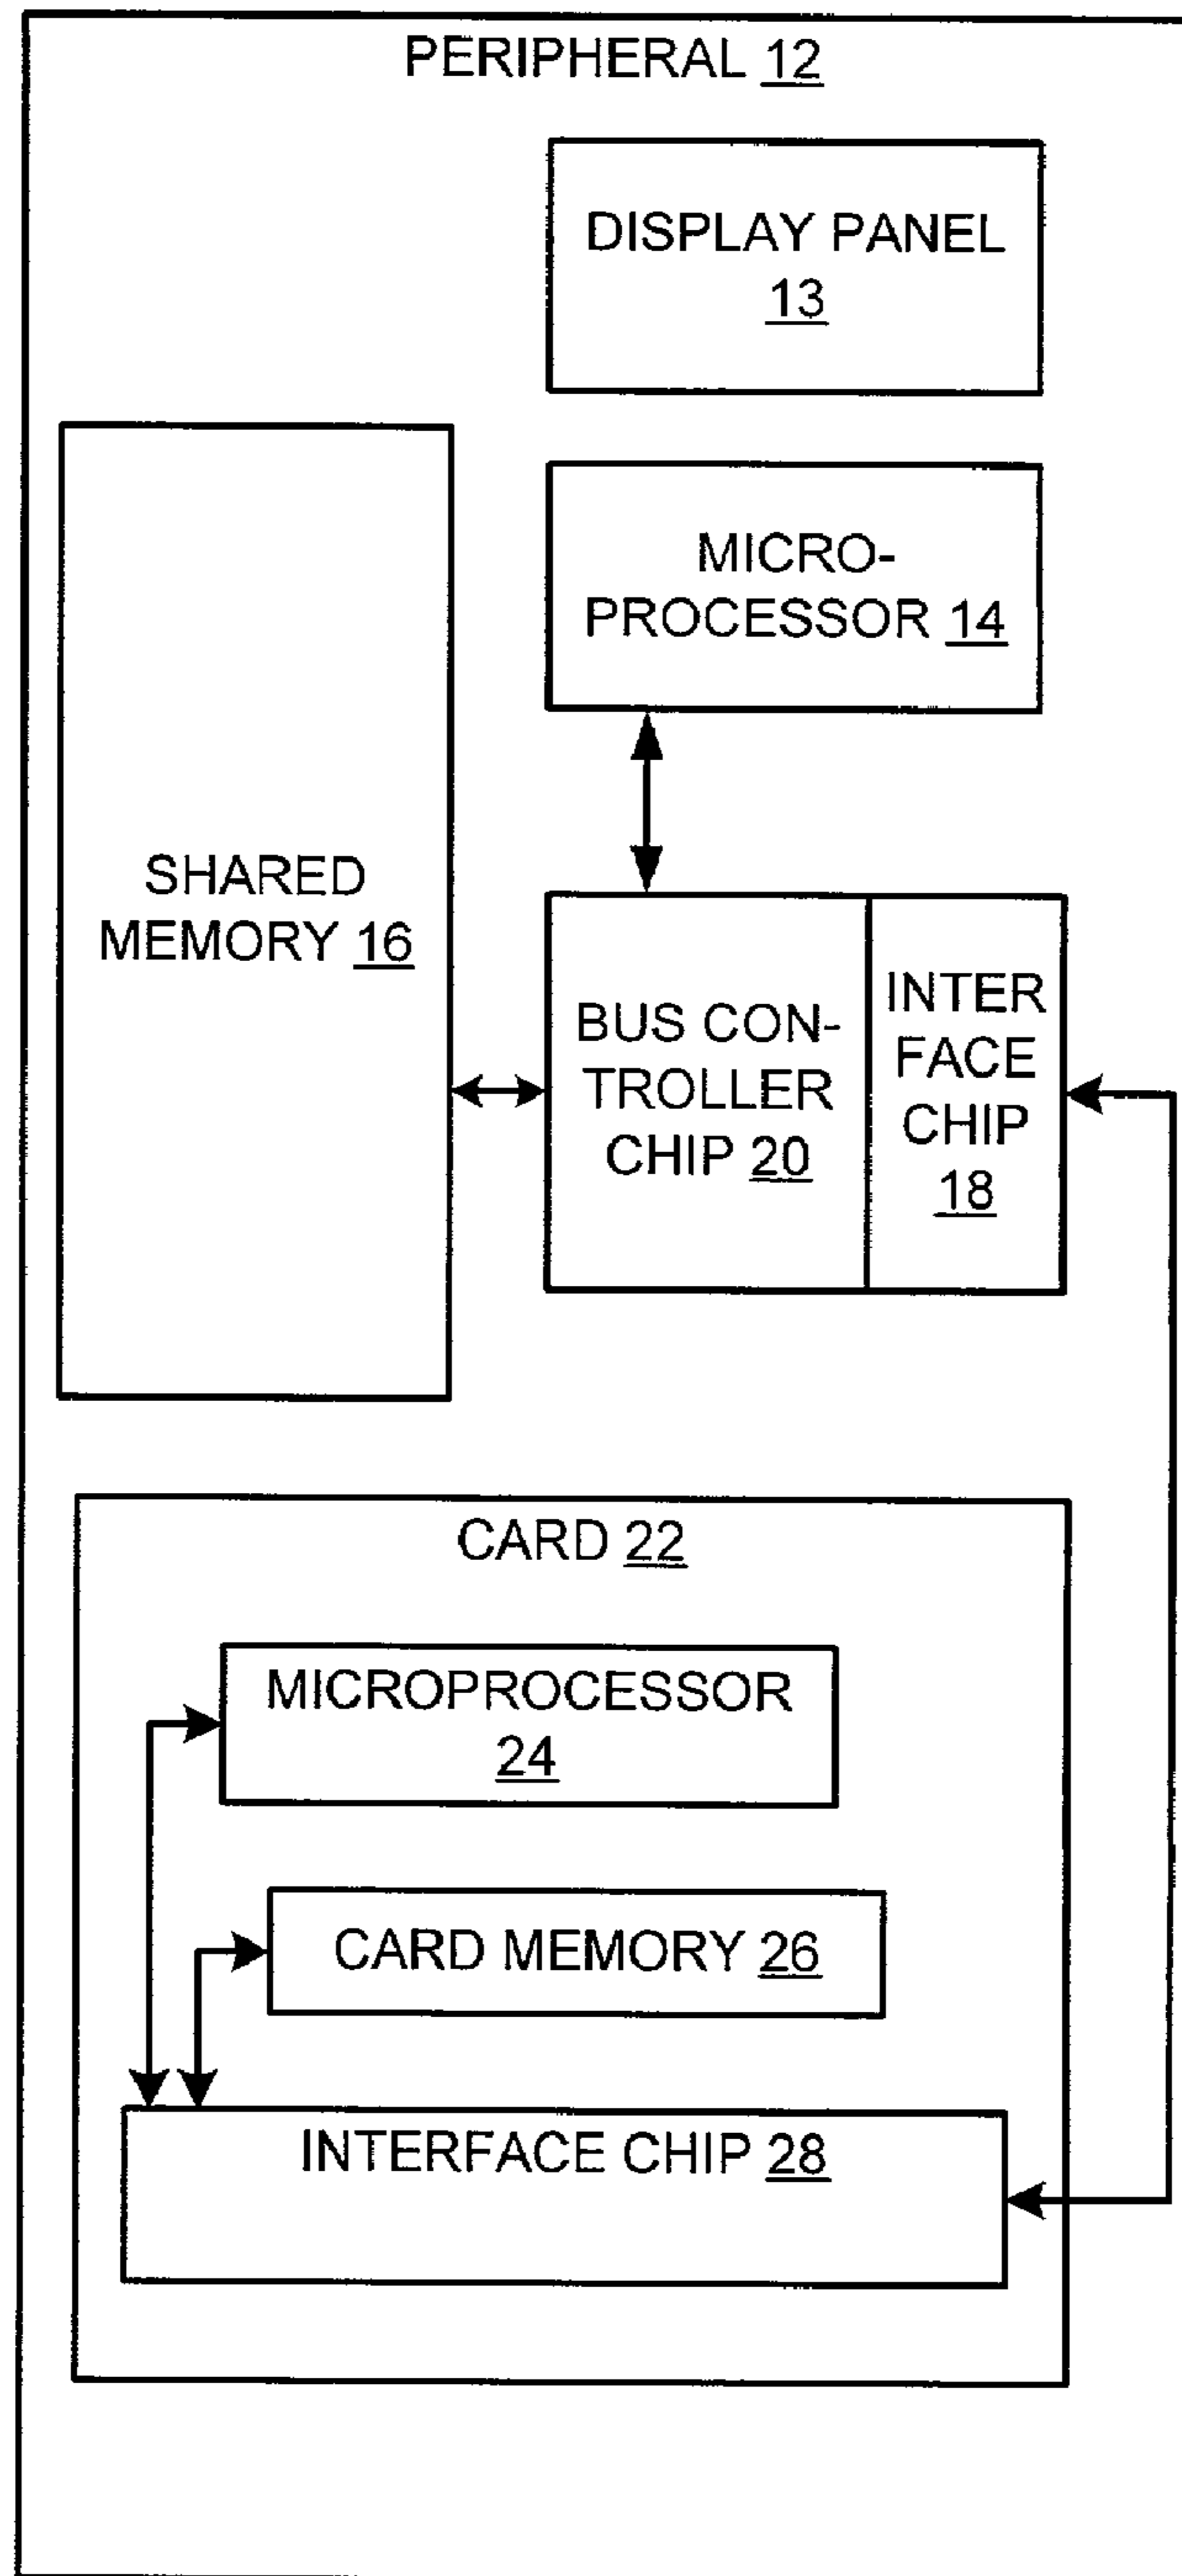 PERIPHERAL 12
DISPLAY PANEL
13
MICRO-
PROCESSOR 14
SHARED
MEMORY 16
BUS CON-
TROLLER
CHIP 20
INTER
FACE
CHIP
18
CARD 22
MICROPROCESSOR
24
CARD MEMORY 26
INTERFACE CHIP 28